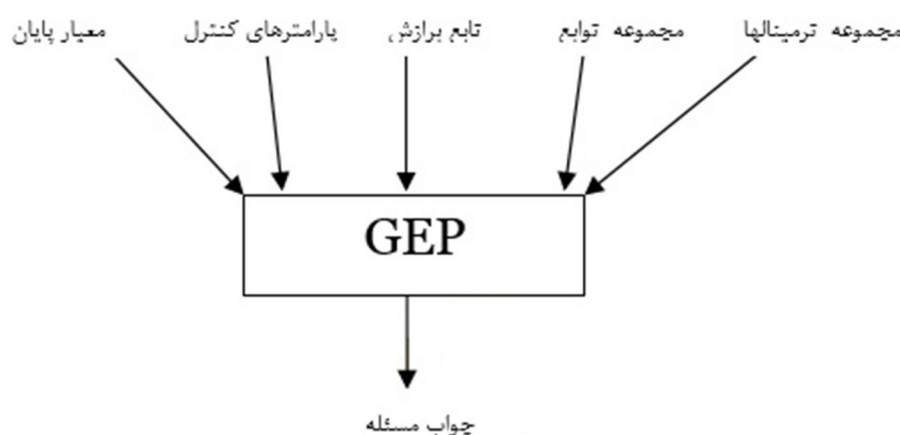 مجموعه ترمینالها
مجموعه توابع
تابع برازش
پارامترهای کنترل
معیار پایان
GEP
جواب مسئله